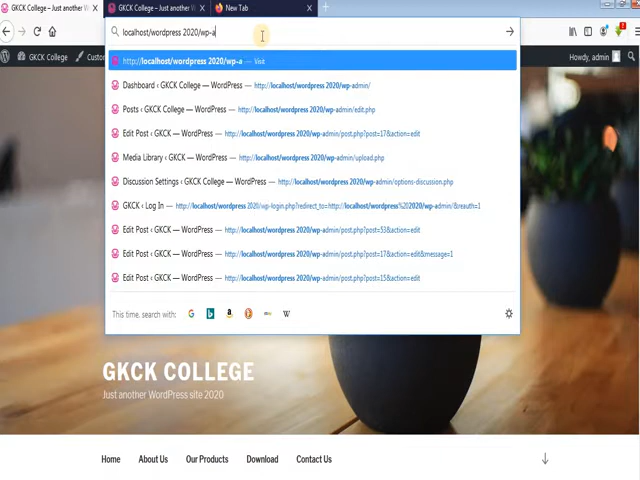 GKCK College – Just another W
GKCK College – Just another Wor
New Tab
localhost/wordpress 2020/wp-a
http://localhost/wordpress 2020/wp-a — Visit
Dashboard ‹ GKCK College — WordPress — http://localhost/wordpress 2020/wp-admin/
Posts ‹ GKCK College — WordPress — http://localhost/wordpress 2020/wp-admin/edit.php
Edit Post ‹ GKCK — WordPress — http://localhost/wordpress 2020/wp-admin/post.php?post=17&action=edit
Media Library ‹ GKCK — WordPress — http://localhost/wordpress 2020/wp-admin/upload.php
Discussion Settings ‹ GKCK College — WordPress — http://localhost/wordpress 2020/wp-admin/options-discussion.php
GKCK ‹ Log In — http://localhost/wordpress 2020/wp-login.php?redirect_to=http://localhost/wordpress%202020/wp-admin/&reauth=1
Edit Post ‹ GKCK — WordPress — http://localhost/wordpress 2020/wp-admin/post.php?post=33&action=edit
Edit Post ‹ GKCK — WordPress — http://localhost/wordpress 2020/wp-admin/post.php?post=17&action=edit&message=1
Edit Post ‹ GKCK — WordPress — http://localhost/wordpress 2020/wp-admin/post.php?post=15&action=edit
This time, search with:
GKCK College
Howdy, admin
GKCK COLLEGE
Just another WordPress site 2020
Home About Us Our Products Download Contact Us